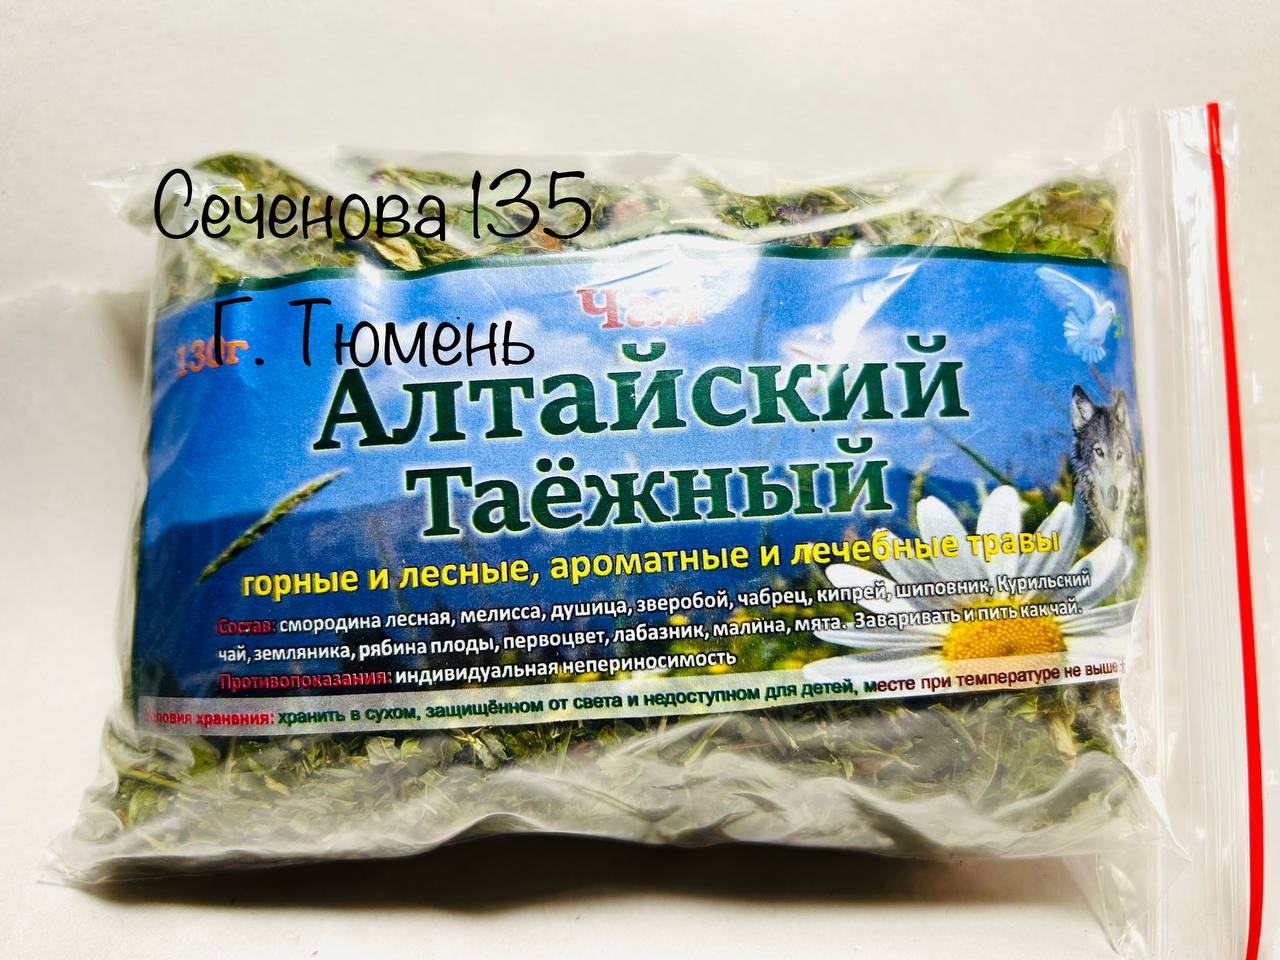 Сеченова 135
Г. Тюмень
Чай
130г
Алтайский
Таёжный
горные и лесные, ароматные и лечебные травы
Состав: смородина лесная, мелисса, душица, зверобой, чабрец, кипрей, шиповник, Курильский
чай, земляника, рябина плоды, первоцвет, лабазник, малина, мята. Заваривать и пить как чай.
Противопоказания: индивидуальная непериносимость
хранения: хранить в сухом, защищённом от света и недоступном для детей, месте при температуре не выше